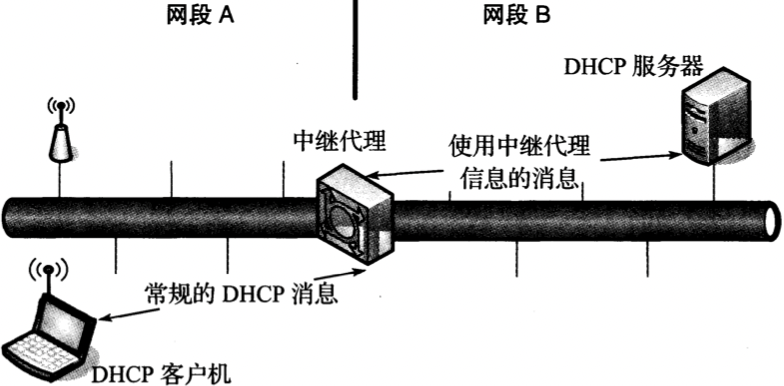 网段 A
网段 B
DHCP 服务器
中继代理
使用中继代理
信息的消息
常规的 DHCP 消息
DHCP 客户机